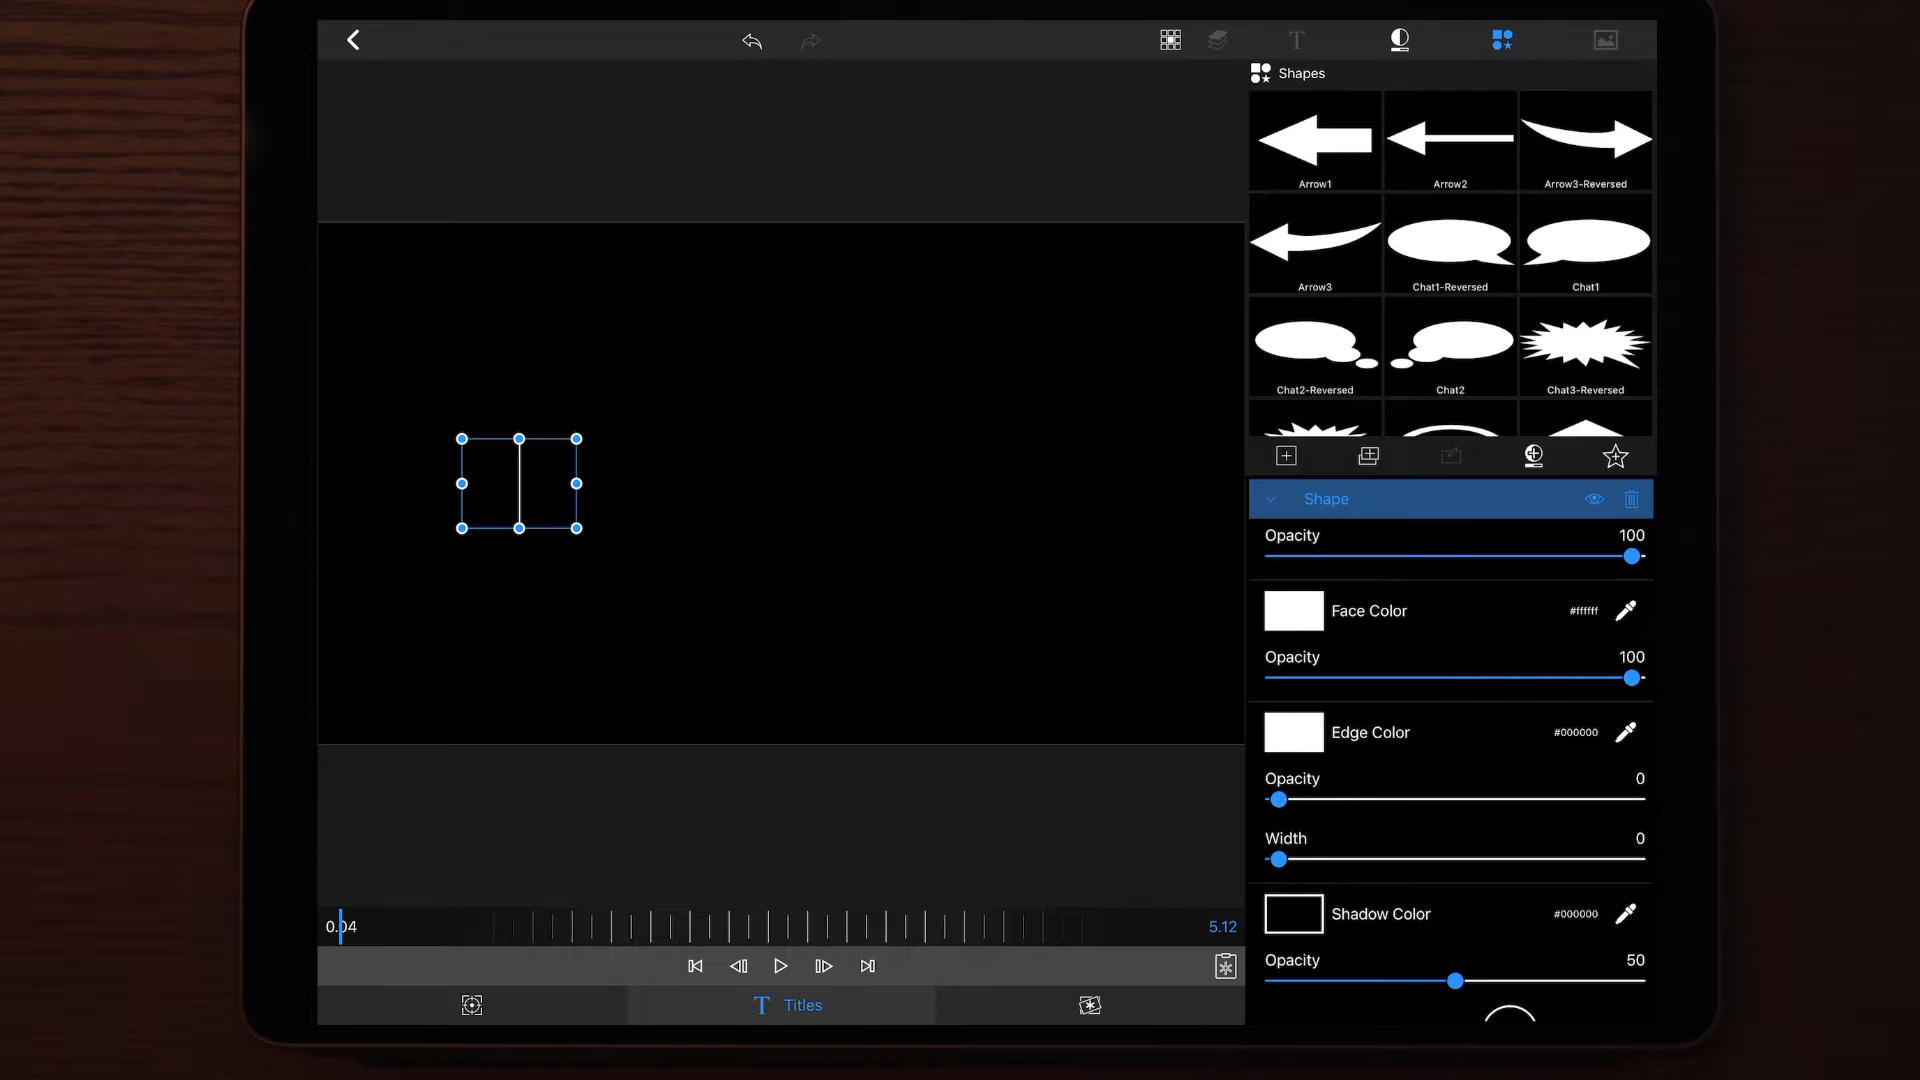 T
Shapes
Arrow1
Arrow2
Arrow3-Reversed
Arrow3
Chat1-Reversed
Chat1
Chat2-Reversed
Chat2
Chat3-Reversed
Shape
Opacity 100
Face Color #ffffff
Opacity 100
Edge Color #000000
Opacity 0
Width 0
Shadow Color #000000
Opacity 50
0.04
5.12
T Titles